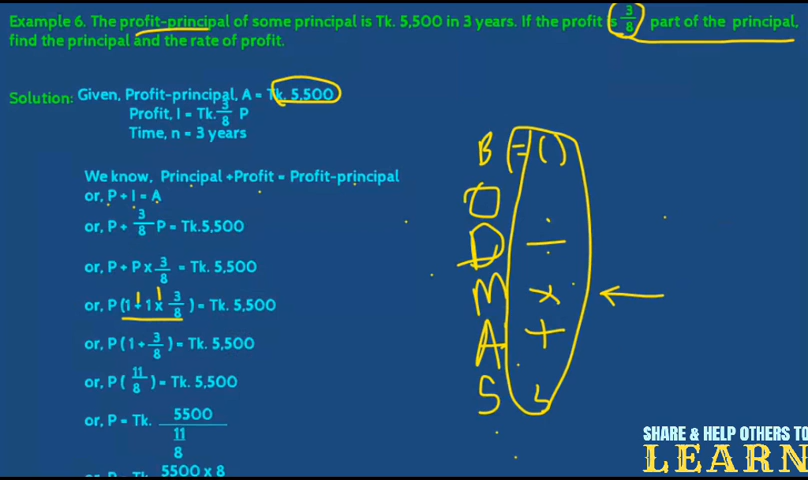 Example 6. The profit-principal of some principal is Tk. 5,500 in 3 years. If the profit is 3/8 part of the principal,
find the principal and the rate of profit.
Solution: Given, Profit-principal, A = Tk. 5,500
Profit, I = Tk. 3/8 P
Time, n = 3 years
We know, Principal +Profit = Profit-principal
or, P + I = A
or, P + 3/8 P = Tk.5,500
or, P + P x 3/8 = Tk. 5,500
or, P (1 + 1 x 3/8 ) = Tk. 5,500
or, P ( 1 + 3/8 ) = Tk. 5,500
or, P ( 11/8 ) = Tk. 5,500
or, P = Tk. 5500
11
8
or, P = Tk. 5500 x 8
B ( = ()
O
D ÷
M ×
A +
S
SHARE & HELP OTHERS TO
LEARN